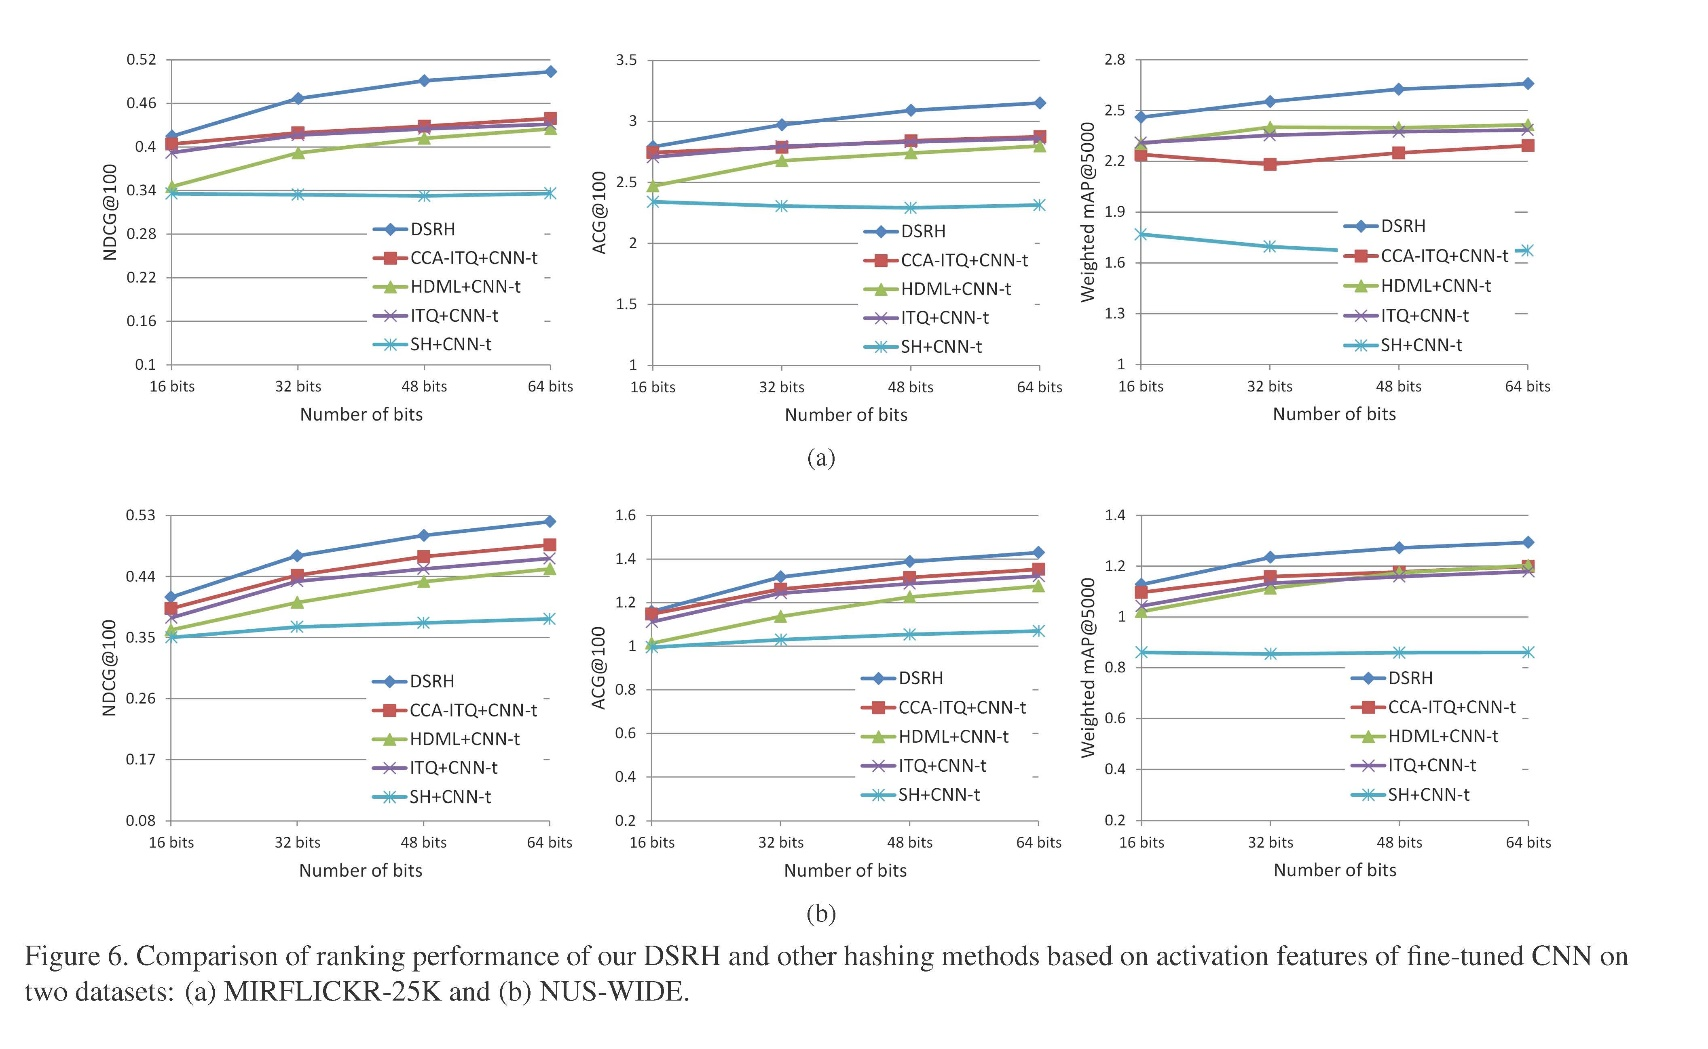 0.52
0.46
0.4
0.34
0.28
0.22
0.16
0.1
NDCG@100
DSRH
CCA-ITQ+CNN-t
HDML+CNN-t
ITQ+CNN-t
SH+CNN-t
16 bits 32 bits 48 bits 64 bits
Number of bits
3.5
3
2.5
2
1.5
1
ACG@100
DSRH
CCA-ITQ+CNN-t
HDML+CNN-t
ITQ+CNN-t
SH+CNN-t
16 bits 32 bits 48 bits 64 bits
Number of bits
2.8
2.5
2.2
1.9
1.6
1.3
1
Weighted mAP@5000
DSRH
CCA-ITQ+CNN-t
HDML+CNN-t
ITQ+CNN-t
SH+CNN-t
16 bits 32 bits 48 bits 64 bits
Number of bits
(a)
0.53
0.44
0.35
0.26
0.17
0.08
NDCG@100
DSRH
CCA-ITQ+CNN-t
HDML+CNN-t
ITQ+CNN-t
SH+CNN-t
16 bits 32 bits 48 bits 64 bits
Number of bits
1.6
1.4
1.2
1
0.8
0.6
0.4
0.2
ACG@100
DSRH
CCA-ITQ+CNN-t
HDML+CNN-t
ITQ+CNN-t
SH+CNN-t
16 bits 32 bits 48 bits 64 bits
Number of bits
1.4
1.2
1
0.8
0.6
0.4
0.2
Weighted mAP@5000
DSRH
CCA-ITQ+CNN-t
HDML+CNN-t
ITQ+CNN-t
SH+CNN-t
16 bits 32 bits 48 bits 64 bits
Number of bits
(b)
Figure 6. Comparison of ranking performance of our DSRH and other hashing methods based on activation features of fine-tuned CNN on
two datasets: (a) MIRFLICKR-25K and (b) NUS-WIDE.